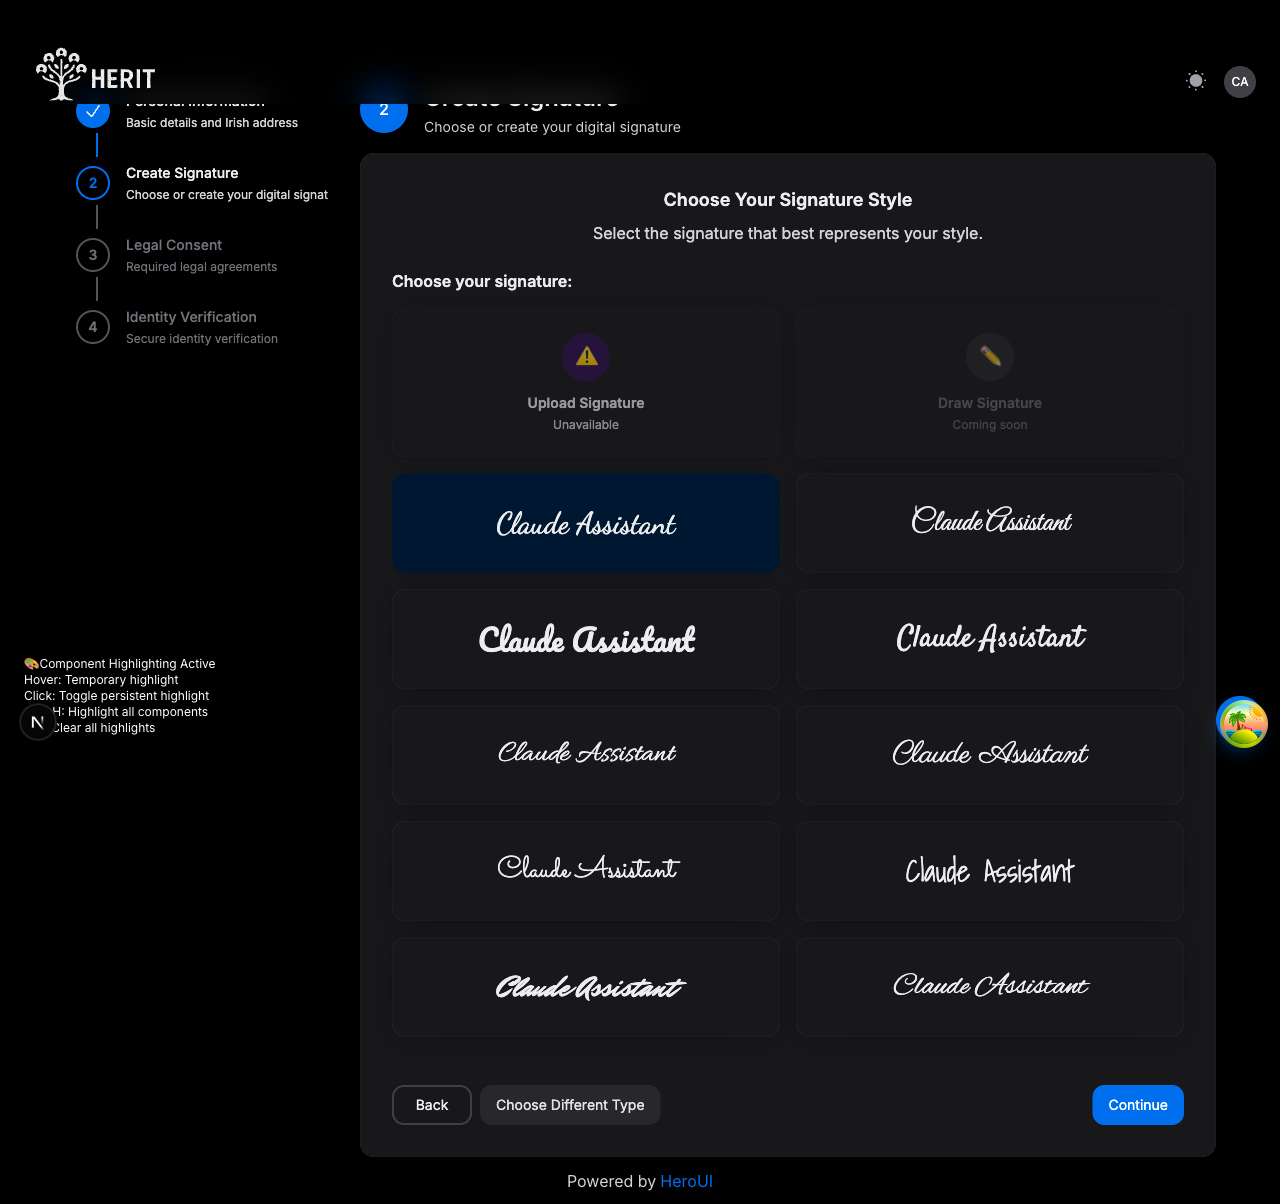 HERIT
CA
Personal Information
Basic details and Irish address
2
Create Signature
Choose or create your digital signat
3
Legal Consent
Required legal agreements
4
Identity Verification
Secure identity verification
2
Create Signature
Choose or create your digital signature
Choose Your Signature Style
Select the signature that best represents your style.
Choose your signature:
Upload Signature
Unavailable
Draw Signature
Coming soon
Claude Assistant
Claude Assistant
Claude Assistant
Claude Assistant
Claude Assistant
Claude Assistant
Claude Assistant
Claude Assistant
Claude Assistant
Claude Assistant
Back
Choose Different Type
Continue
Component Highlighting Active
Hover: Temporary highlight
Click: Toggle persistent highlight
H: Highlight all components
Clear all highlights
N
Powered by HeroUI